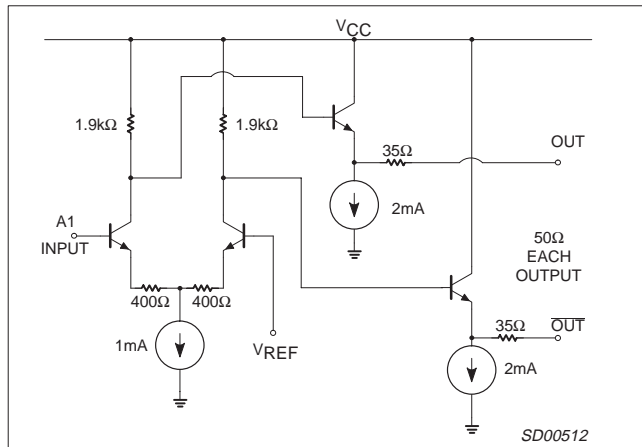 VCC
1.9kΩ
1.9kΩ
35Ω
OUT
2mA
A1
INPUT
50Ω
EACH
OUTPUT
400Ω
400Ω
35Ω
OUT
1mA
VREF
2mA
SD00512